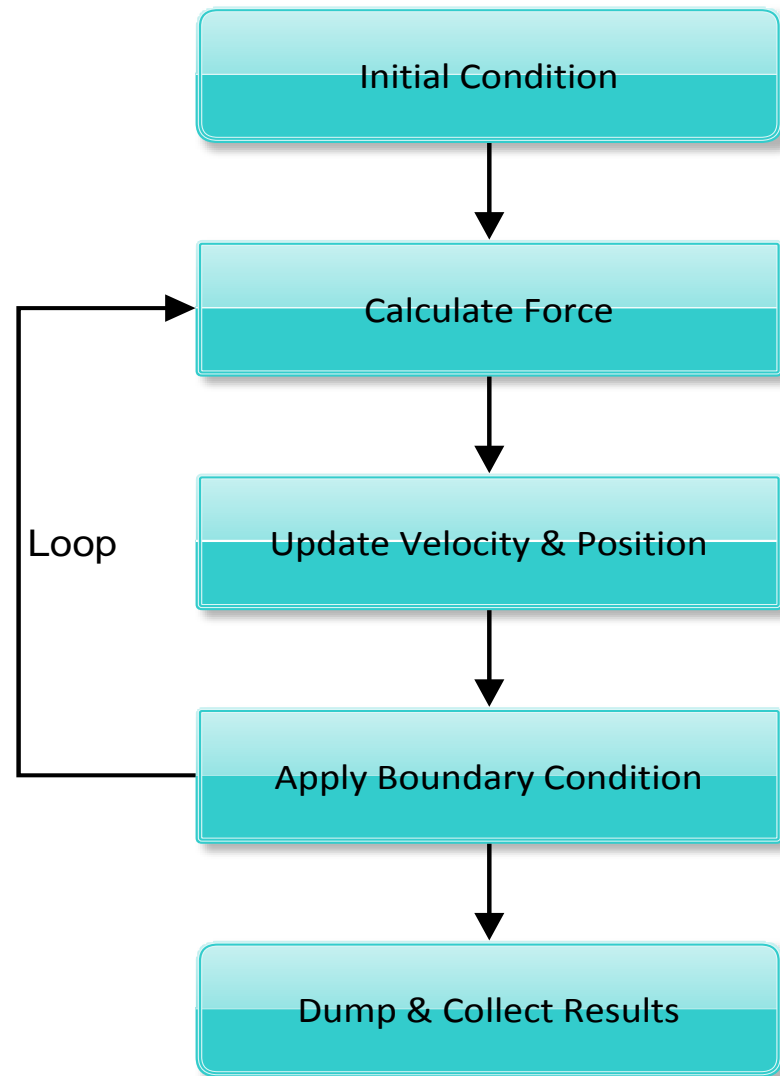 Initial Condition
Calculate Force
Loop
Update Velocity & Position
Apply Boundary Condition
Dump & Collect Results